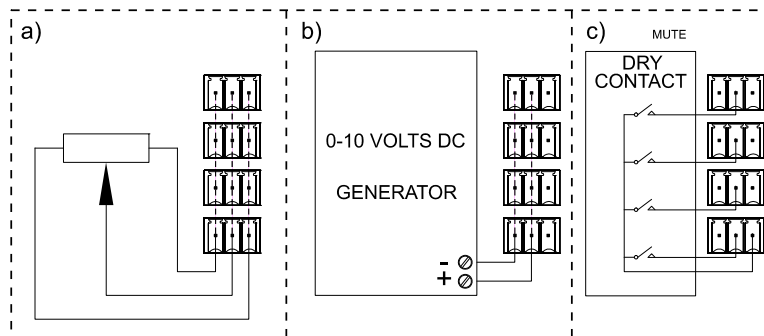 a)
b)
0-10 VOLTS DC
GENERATOR
-
+
c)
MUTE
DRY
CONTACT